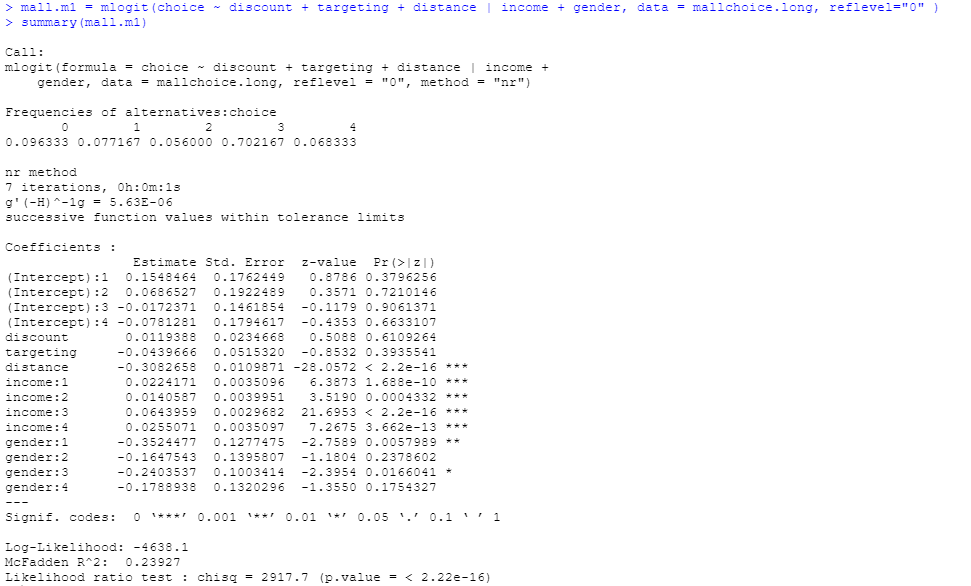 > mall.m1 = mlogit(choice ~ discount + targeting + distance | income + gender, data = mallchoice.long, reflevel="0" )
> summary(mall.m1)

Call:
mlogit(formula = choice ~ discount + targeting + distance | income +
    gender, data = mallchoice.long, reflevel = "0", method = "nr")

Frequencies of alternatives:choice
       0        1        2        3        4
0.096333 0.077167 0.056000 0.702167 0.068333

nr method
7 iterations, 0h:0m:1s
g'(-H)^-1g = 5.63E-06
successive function values within tolerance limits

Coefficients :
                Estimate Std. Error  z-value  Pr(>|z|)
(Intercept):1  0.1548464  0.1762449   0.8786 0.3796256
(Intercept):2  0.0686527  0.1922489   0.3571 0.7210146
(Intercept):3 -0.0172371  0.1461854  -0.1179 0.9061371
(Intercept):4 -0.0781281  0.1794617  -0.4353 0.6633107
discount       0.0119388  0.0234668   0.5088 0.6109264
targeting     -0.0439666  0.0515320  -0.8532 0.3935541
distance      -0.3082658  0.0109871 -28.0572 < 2.2e-16 ***
income:1       0.0224171  0.0035096   6.3873 1.688e-10 ***
income:2       0.0140587  0.0039951   3.5190 0.0004332 ***
income:3       0.0643959  0.0029682  21.6953 < 2.2e-16 ***
income:4       0.0255071  0.0035097   7.2675 3.662e-13 ***
gender:1      -0.3524477  0.1277475  -2.7589 0.0057989 **
gender:2      -0.1647543  0.1395807  -1.1804 0.2378602
gender:3      -0.2403537  0.1003414  -2.3954 0.0166041 *
gender:4      -0.1788938  0.1320296  -1.3550 0.1754327
---
Signif. codes:  0 ‘***’ 0.001 ‘**’ 0.01 ‘*’ 0.05 ‘.’ 0.1 ‘ ’ 1

Log-Likelihood: -4638.1
McFadden R^2:  0.23927
Likelihood ratio test : chisq = 2917.7 (p.value = < 2.22e-16)